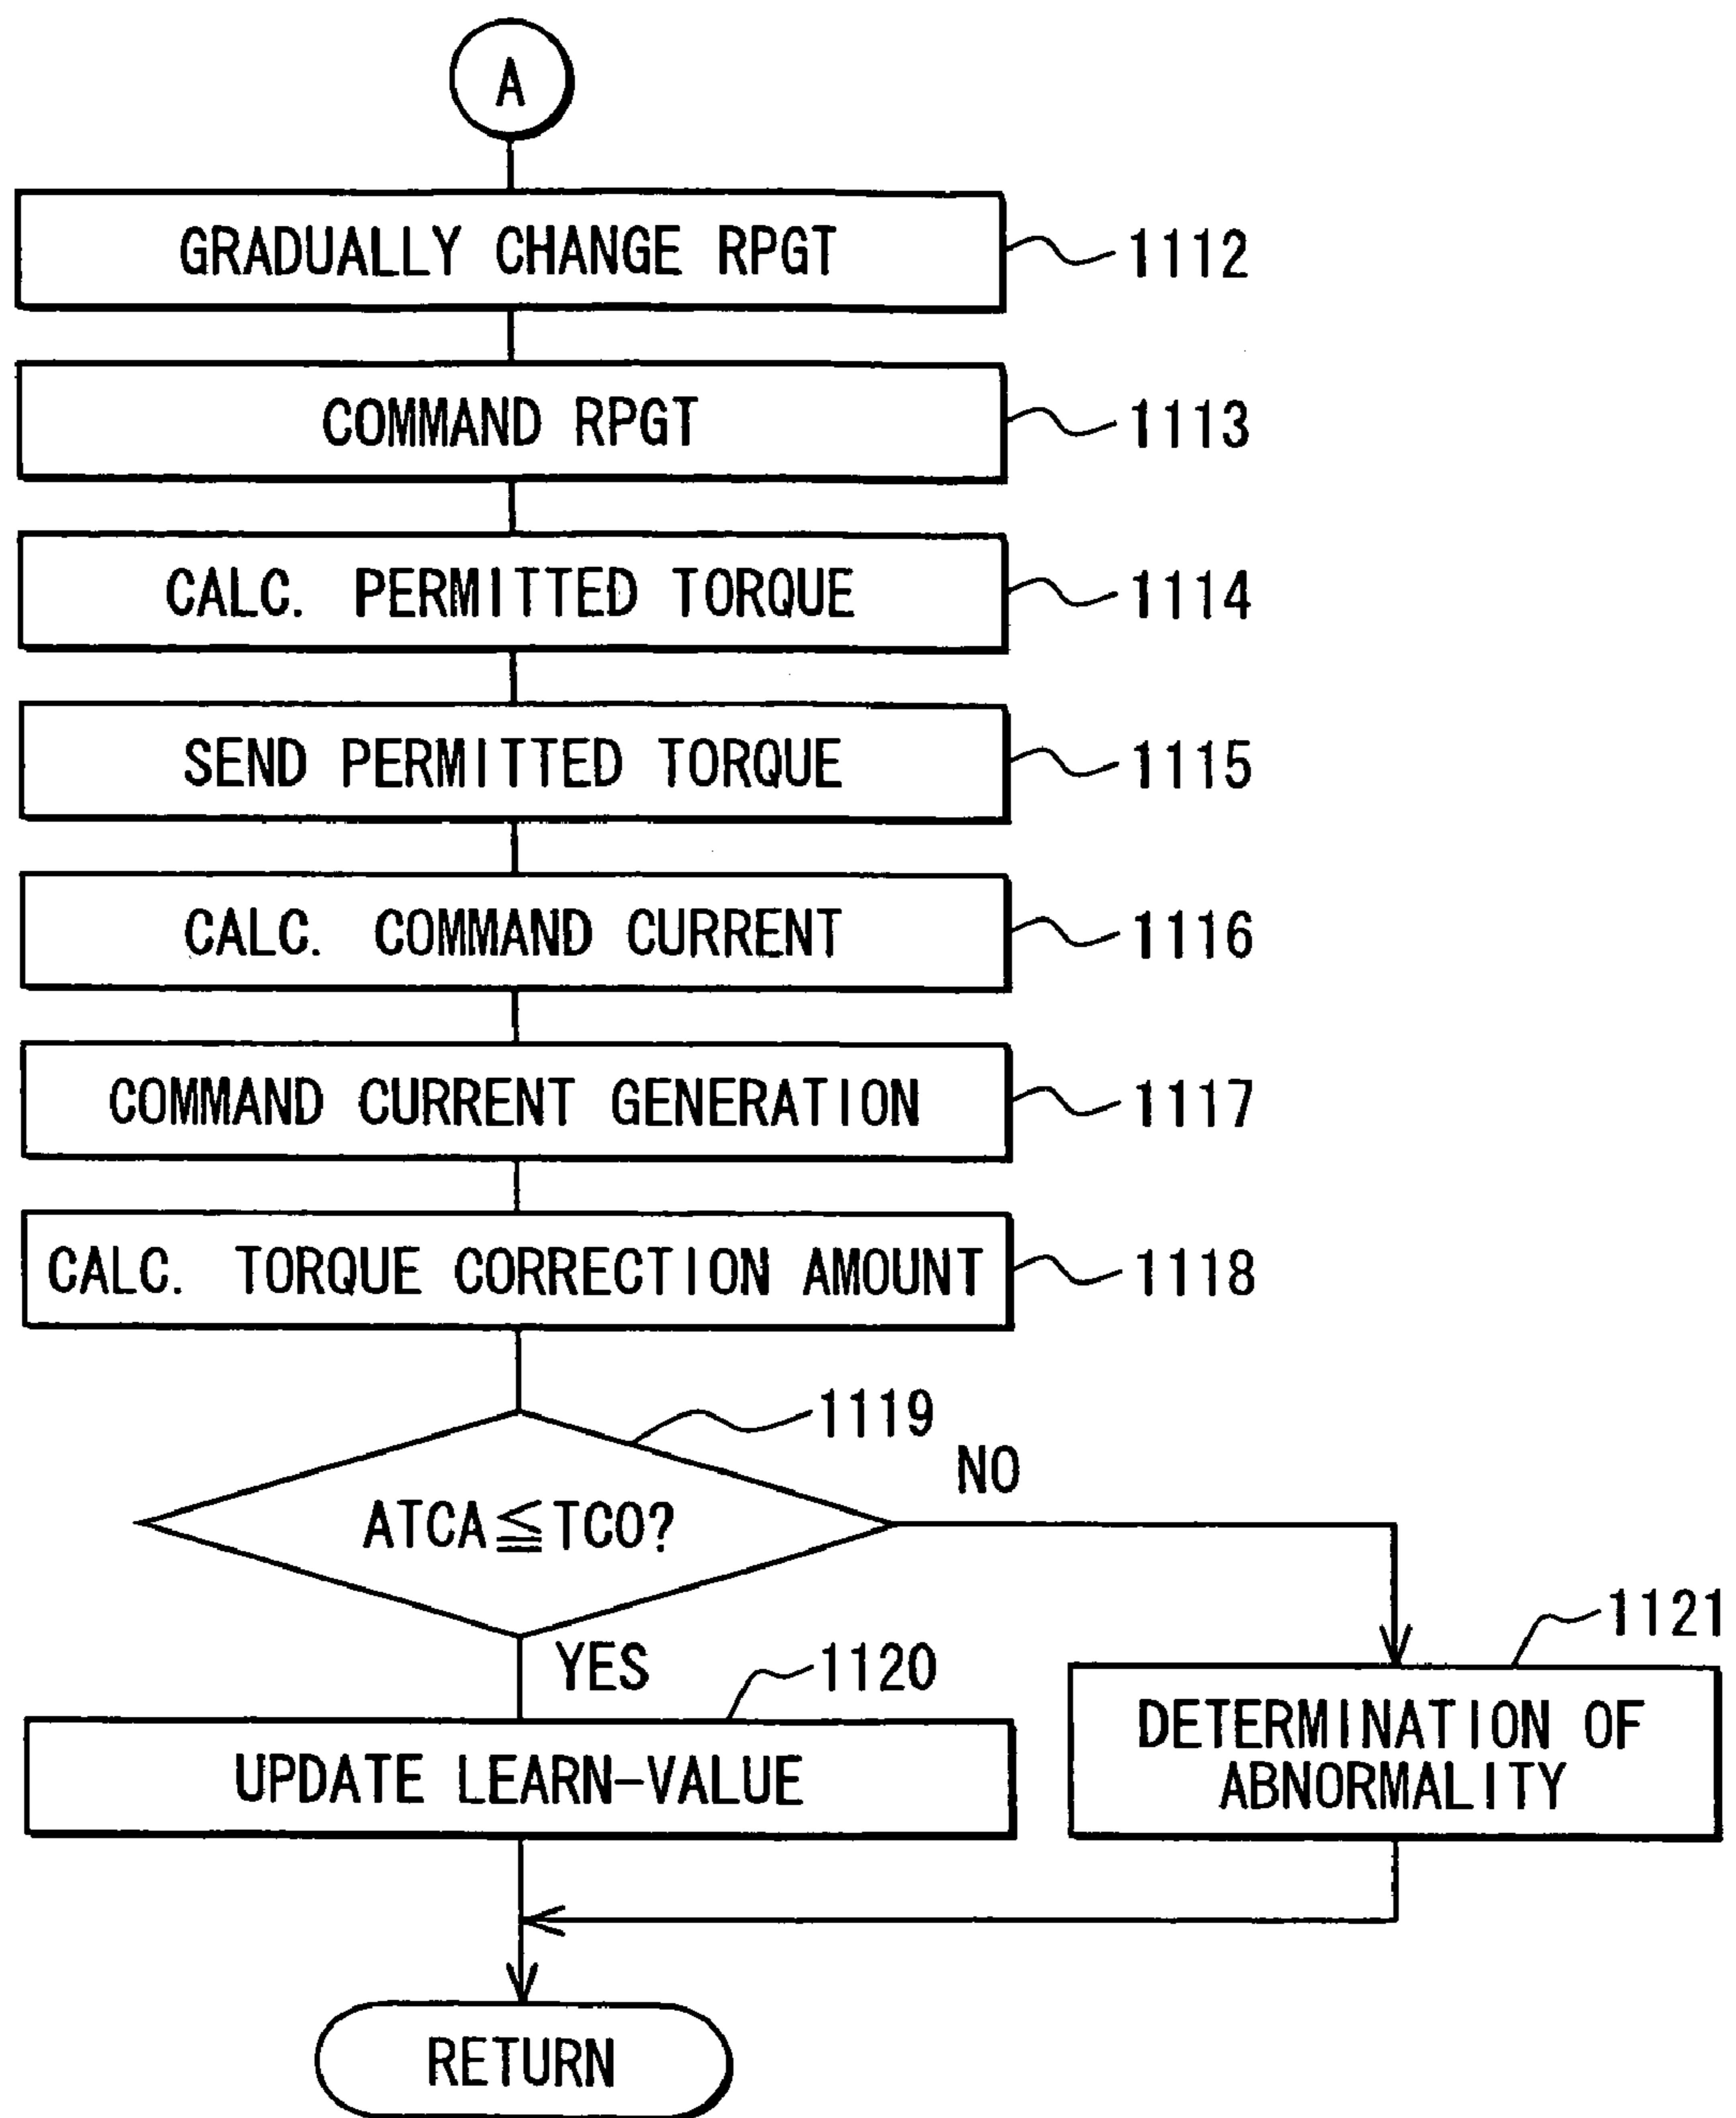 A
GRADUALLY CHANGE RPGT
1112
COMMAND RPGT
1113
CALC. PERMITTED TORQUE
1114
SEND PERMITTED TORQUE
1115
CALC. COMMAND CURRENT
1116
COMMAND CURRENT GENERATION
1117
CALC. TORQUE CORRECTION AMOUNT
1118
1119
NO
ATCA≦TCO?
YES
1120
1121
UPDATE LEARN-VALUE
DETERMINATION OF
ABNORMALITY
RETURN